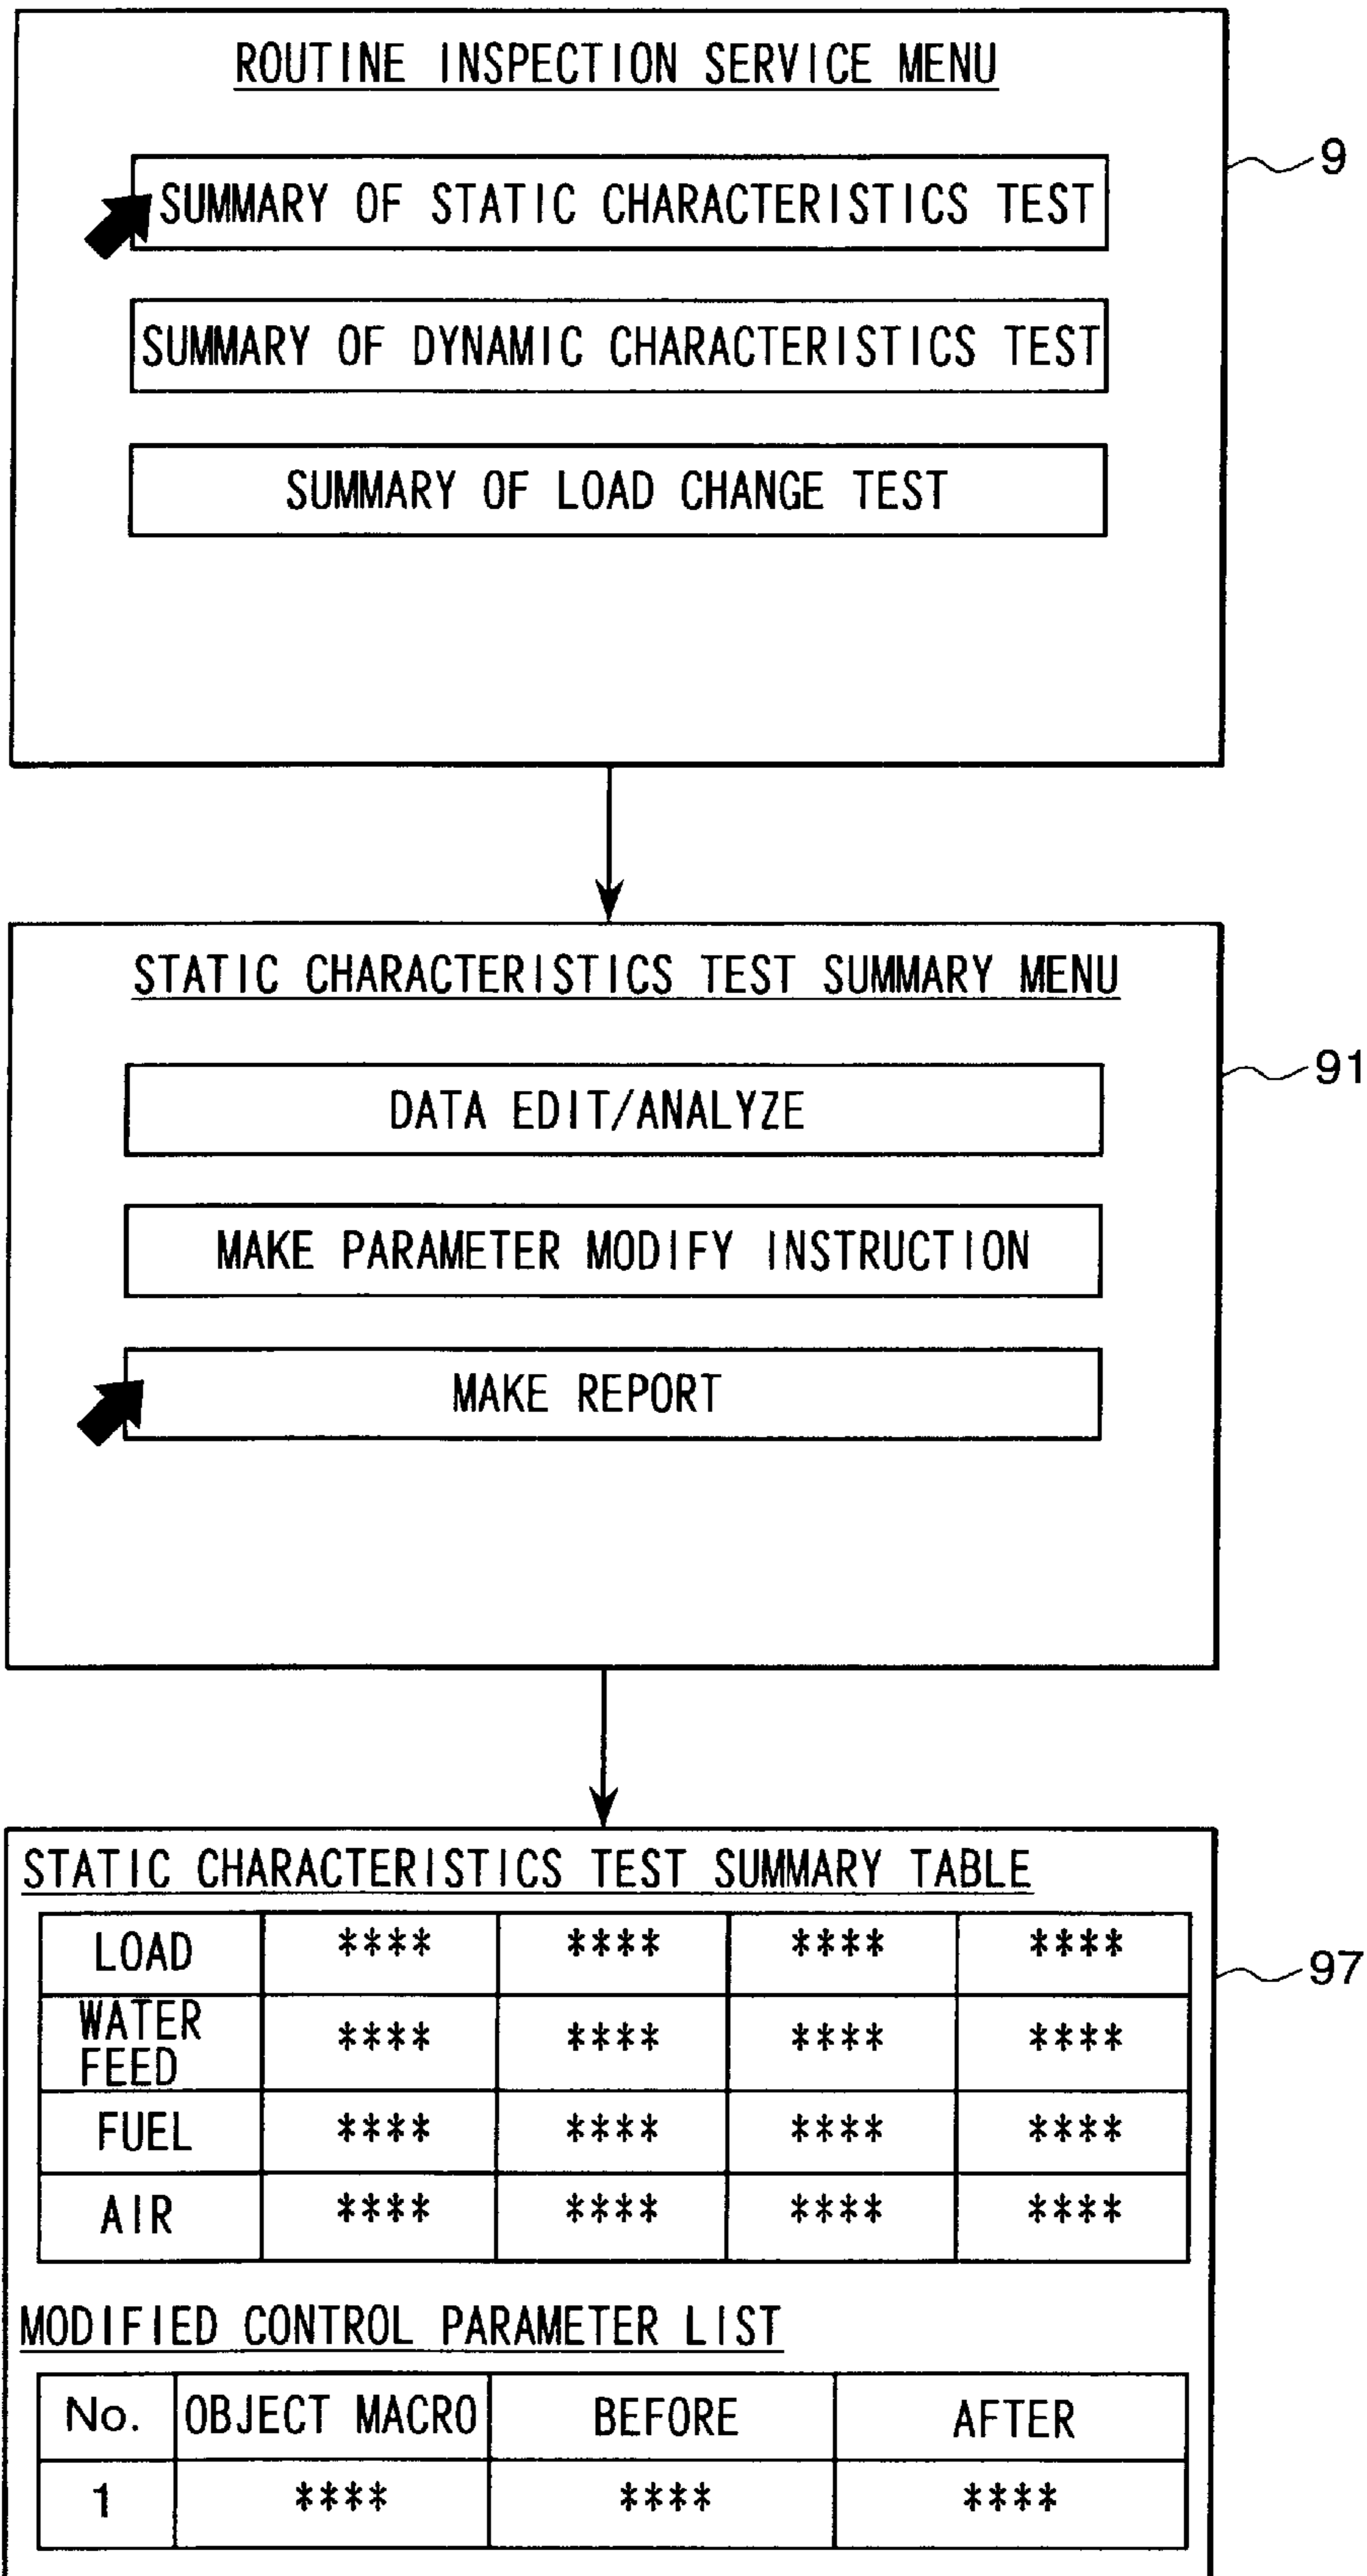 ROUTINE INSPECTION SERVICE MENU
9
SUMMARY OF STATIC CHARACTERISTICS TEST
SUMMARY OF DYNAMIC CHARACTERISTICS TEST
SUMMARY OF LOAD CHANGE TEST
STATIC CHARACTERISTICS TEST SUMMARY MENU
91
DATA EDIT/ANALYZE
MAKE PARAMETER MODIFY INSTRUCTION
MAKE REPORT
STATIC CHARACTERISTICS TEST SUMMARY TABLE
LOAD **** **** **** ****
97
WATER
FEED **** **** **** ****
FUEL **** **** **** ****
AIR **** **** **** ****
MODIFIED CONTROL PARAMETER LIST
No. OBJECT MACRO BEFORE AFTER
1 **** **** ****